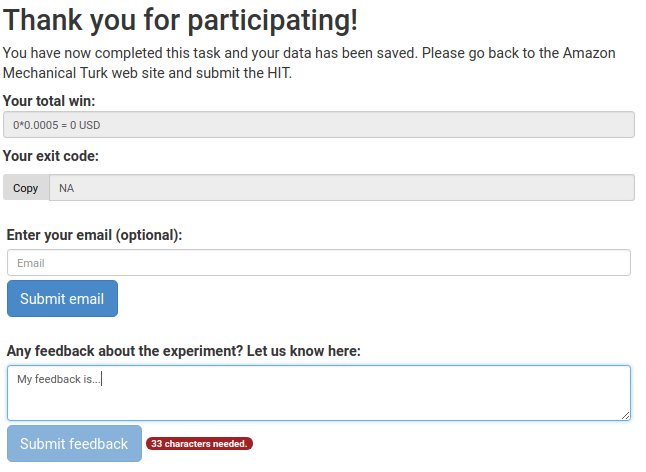 Thank you for participating!
You have now completed this task and your data has been saved. Please go back to the Amazon
Mechanical Turk web site and submit the HIT.
Your total win:
0*0.0005 = 0 USD
Your exit code:
Copy NA
Enter your email (optional):
Email
Submit email
Any feedback about the experiment? Let us know here:
My feedback is...
Submit feedback 33 characters needed.